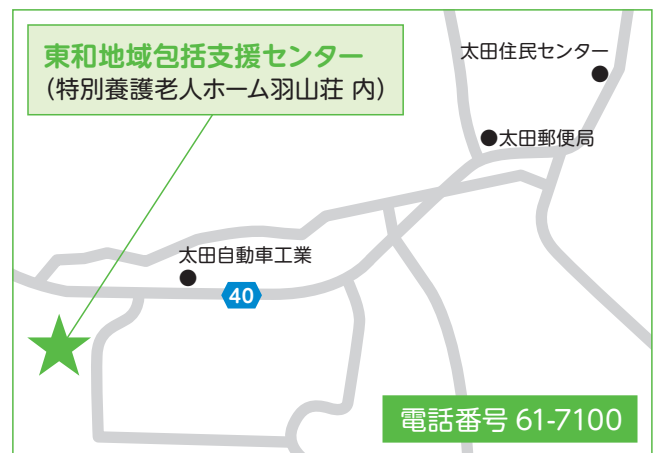 東和地域包括支援センター
（特別養護老人ホーム羽山荘 内）
太田住民センター
太田郵便局
太田自動車工業
40
電話番号 61-7100